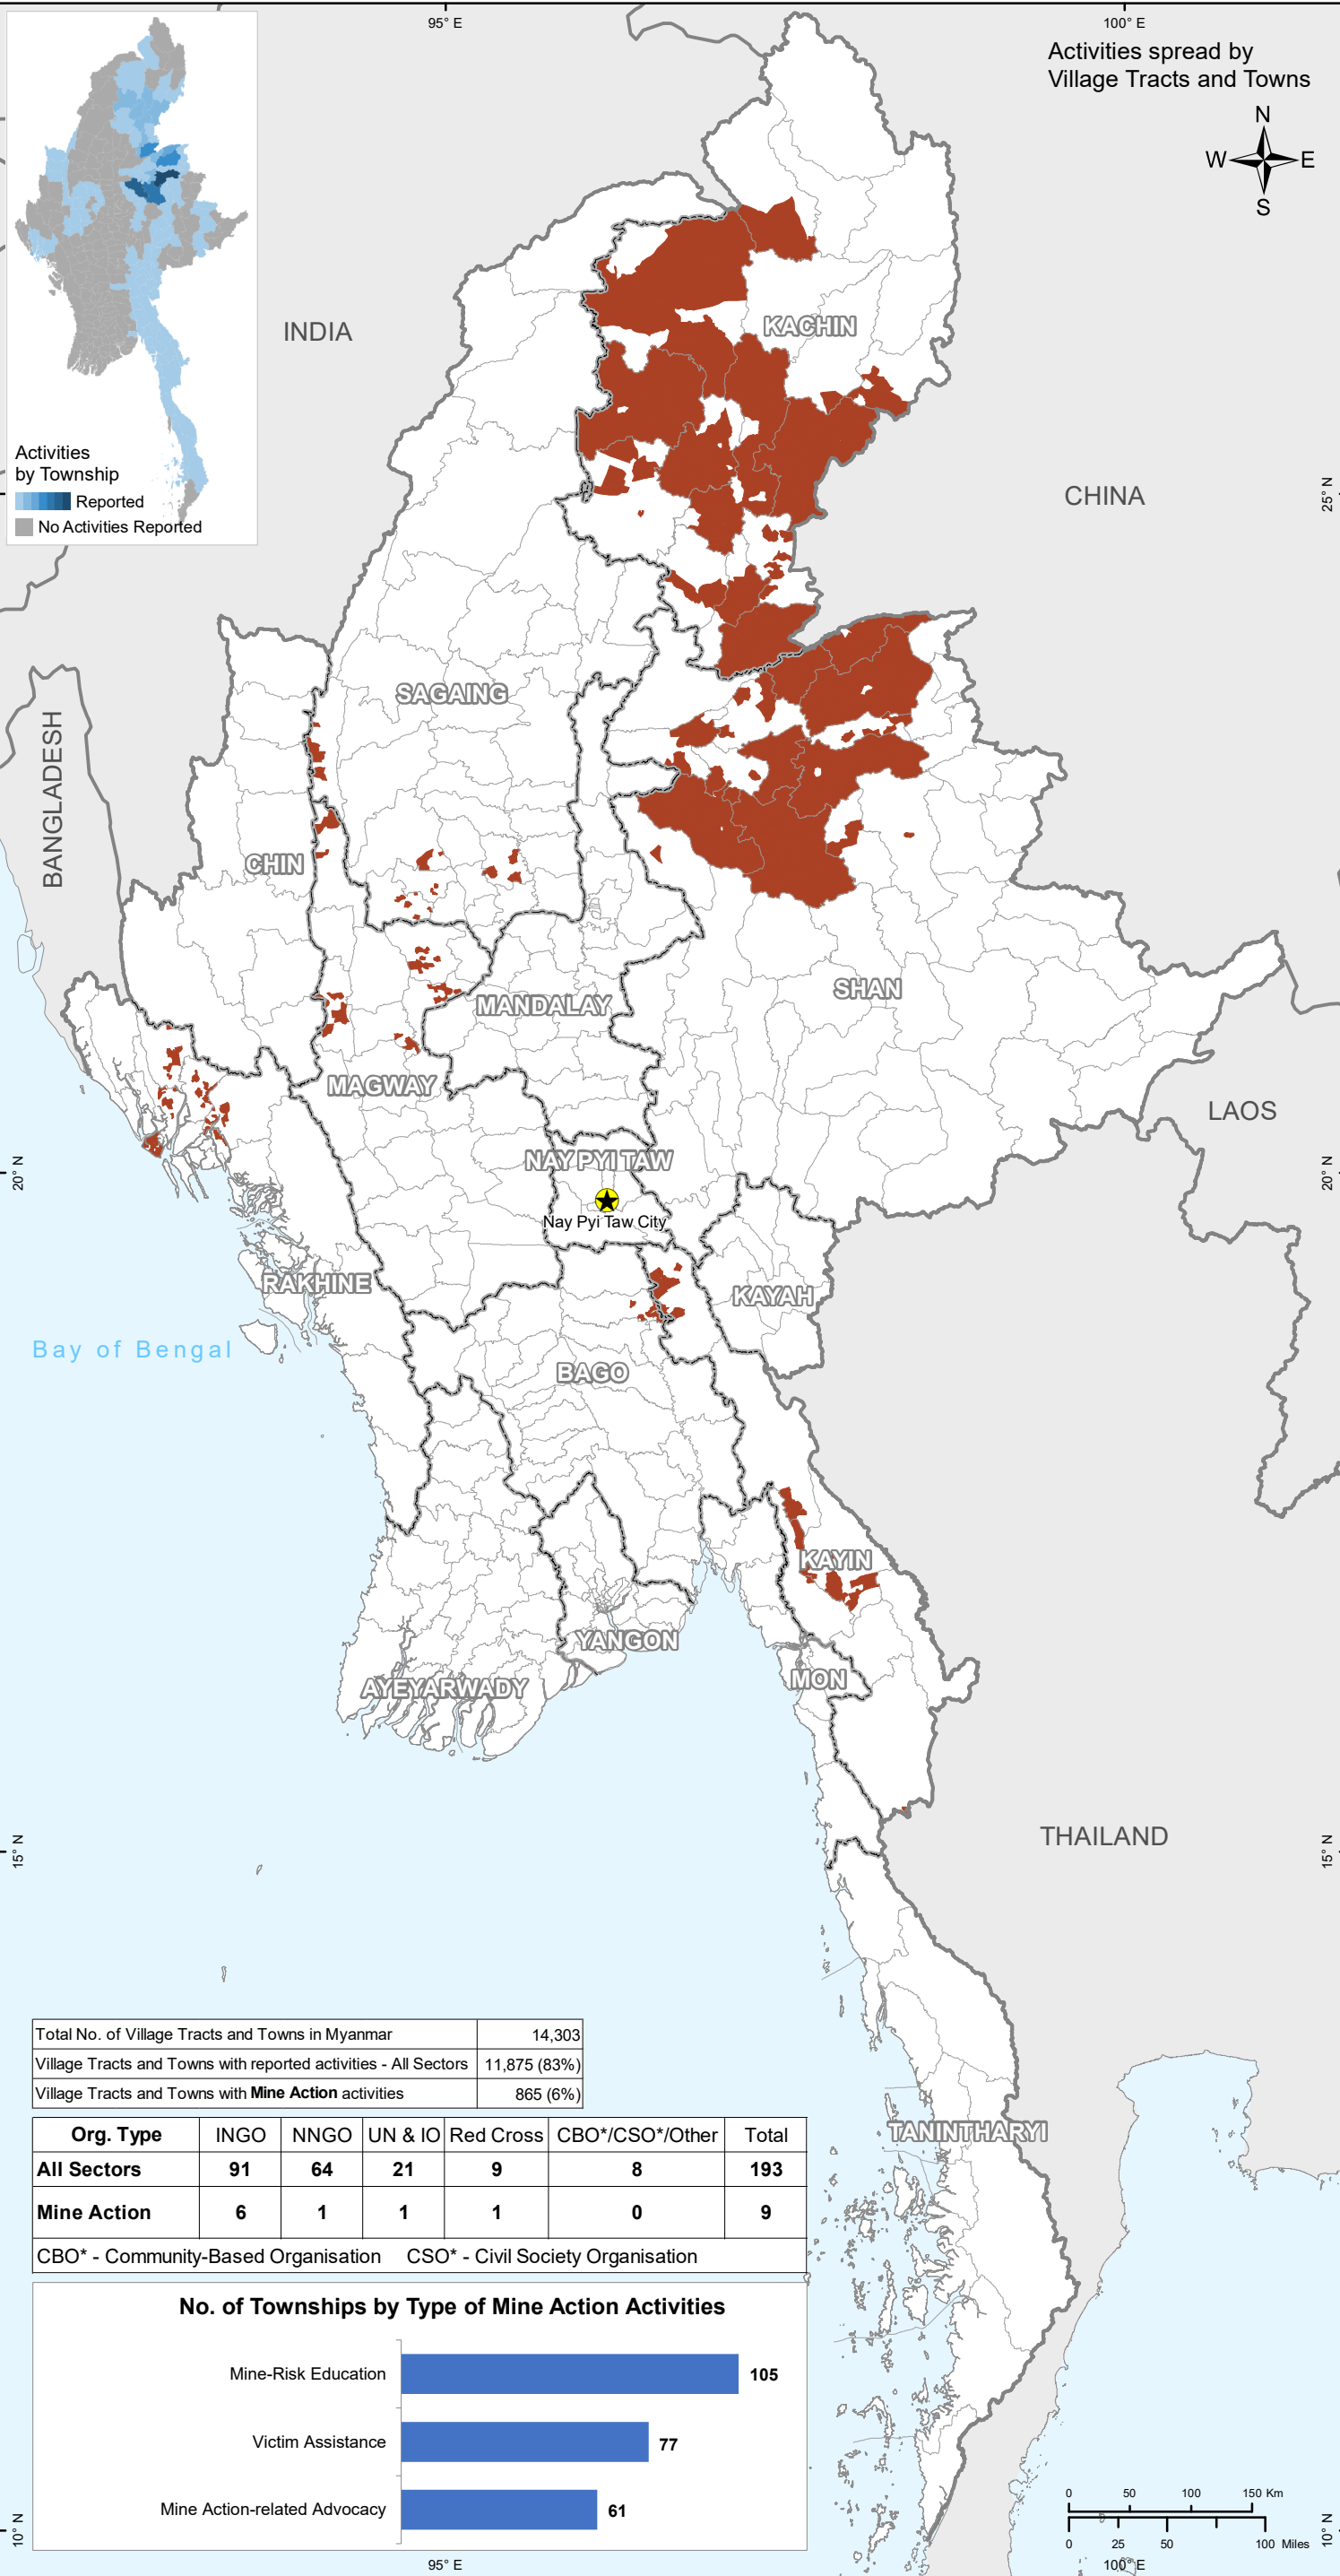 95° E
100° E
Activities spread by
Village Tracts and Towns
N
W
E
S
INDIA
KACHIN
Activities
by Township
Reported
No Activities Reported
CHINA
25° N
SAGAING
BANGLADESH
CHIN
SHAN
MANDALAY
MAGWAY
LAOS
NAY PYI TAW
20° N
20° N
Nay Pyi Taw City
RAKHINE
KAYAH
Bay of Bengal
BAGO
KAYIN
YANGON
MON
AYEYARWADY
THAILAND
15° N
15° N
Total No. of Village Tracts and Towns in Myanmar 14,303
Village Tracts and Towns with reported activities - All Sectors 11,875 (83%)
Village Tracts and Towns with Mine Action activities 865 (6%)
TANINTHARYI
Org. Type INGO NNGO UN & IO Red Cross CBO*/CSO*/Other Total
All Sectors 91 64 21 9 8 193
Mine Action 6 1 1 1 0 9
CBO* - Community-Based Organisation CSO* - Civil Society Organisation
No. of Townships by Type of Mine Action Activities
Mine-Risk Education 105
Victim Assistance 77
Mine Action-related Advocacy 61
0 50 100 150 Km
0 25 50 100 Miles
10° N
10° N
95° E
100° E